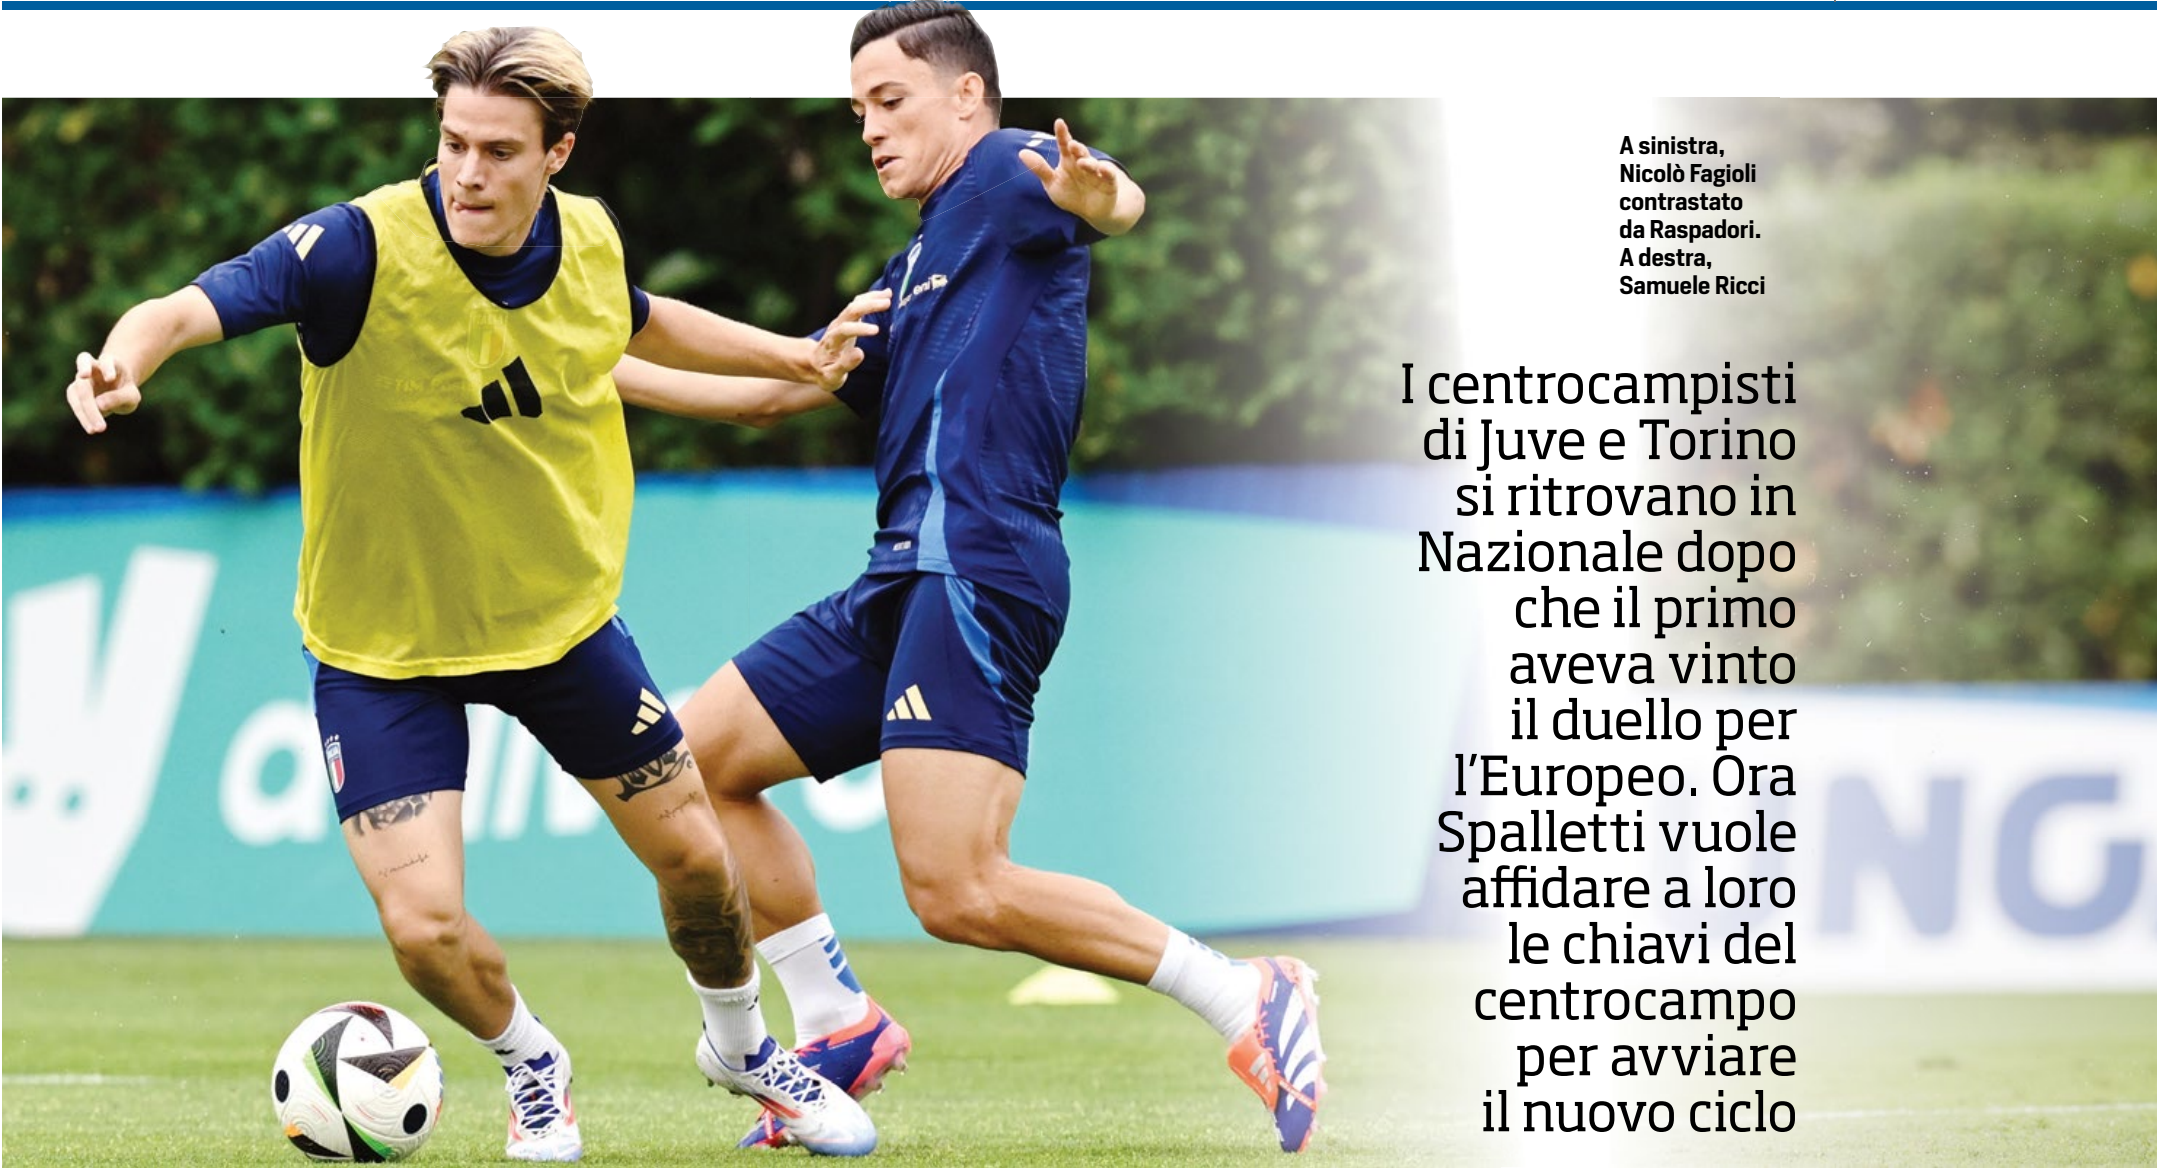 A sinistra,
Nicolò Fagioli
contrastato
da Raspadori.
A destra,
Samuele Ricci
I centrocampisti
di Juve e Torino
si ritrovano in
Nazionale dopo
che il primo
aveva vinto
il duello per
l'Europeo. Ora
Spalletti vuole
affidare a loro
le chiavi del
centrocampo
per avviare
il nuovo ciclo